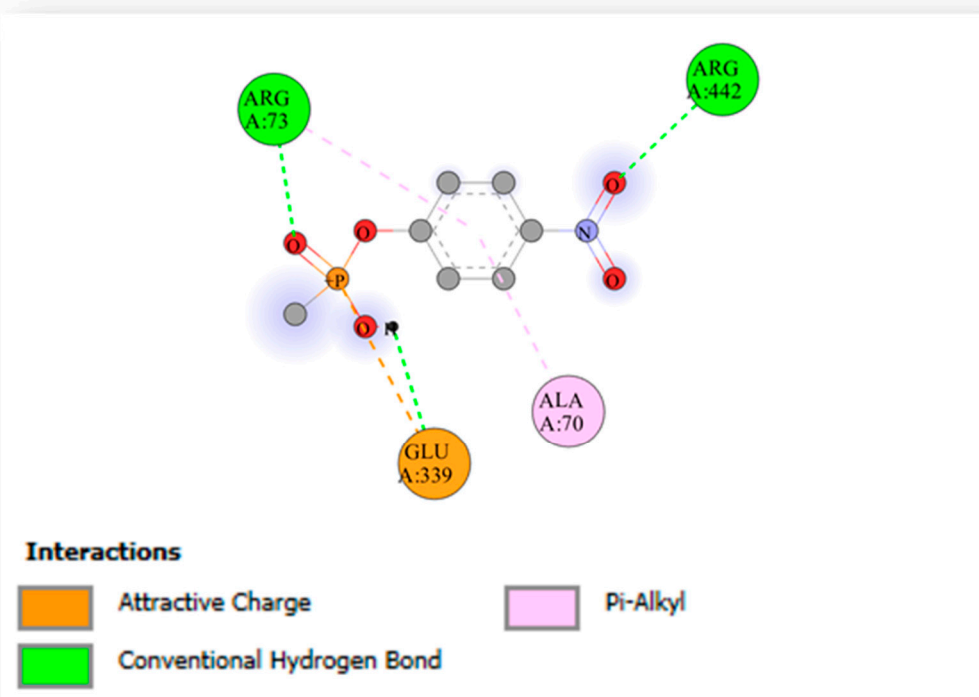 ARG
A:73
ARG
A:442
O
O
N
O
+P
O
O H
ALA
A:70
GLU
A:339
Interactions
Attractive Charge
Pi-Alkyl
Conventional Hydrogen Bond